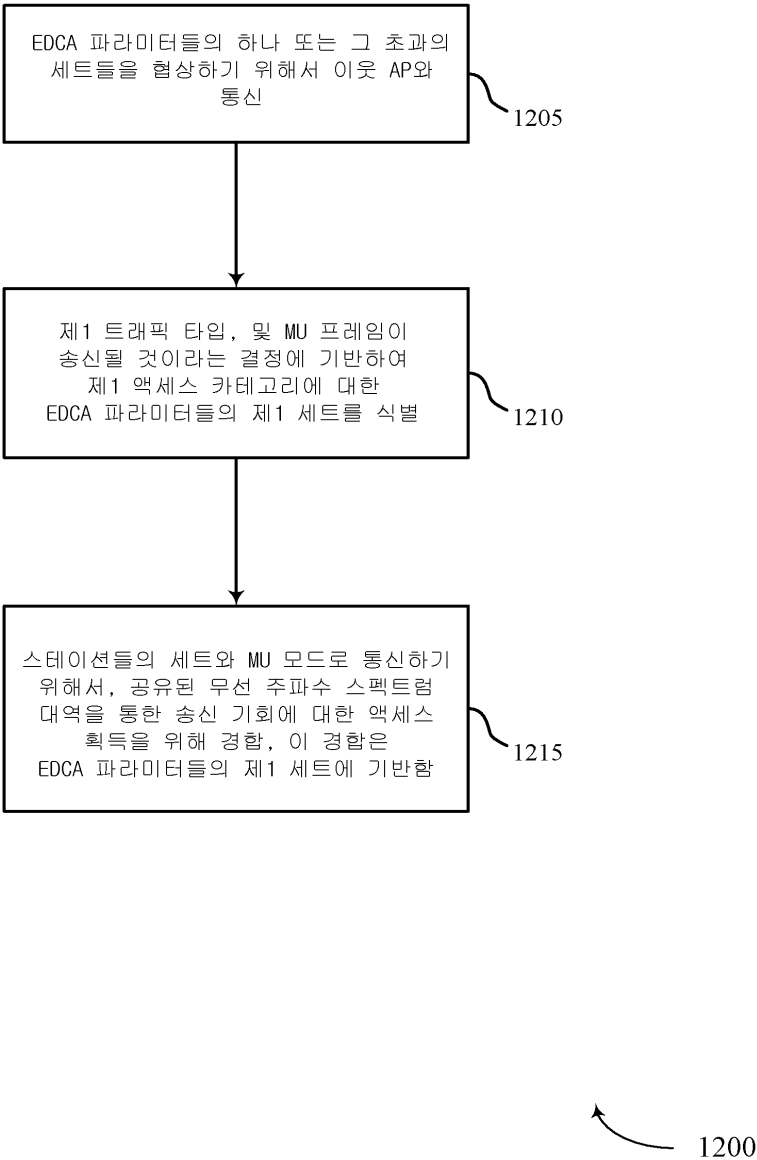 EDCA 파라미터들의 하나 또는 그 초과의
세트들을 협상하기 위해서 이웃 AP와
통신
1205
제1 트래픽 타입, 및 MU 프레임이
송신될 것이라는 결정에 기반하여
제1 액세스 카테고리에 대한
EDCA 파라미터들의 제1 세트를 식별
1210
스테이션들의 세트와 MU 모드로 통신하기
위해서, 공유된 무선 주파수 스펙트럼
대역을 통한 송신 기회에 대한 액세스
획득을 위해 경합, 이 경합은
EDCA 파라미터들의 제1 세트에 기반함
1215
1200